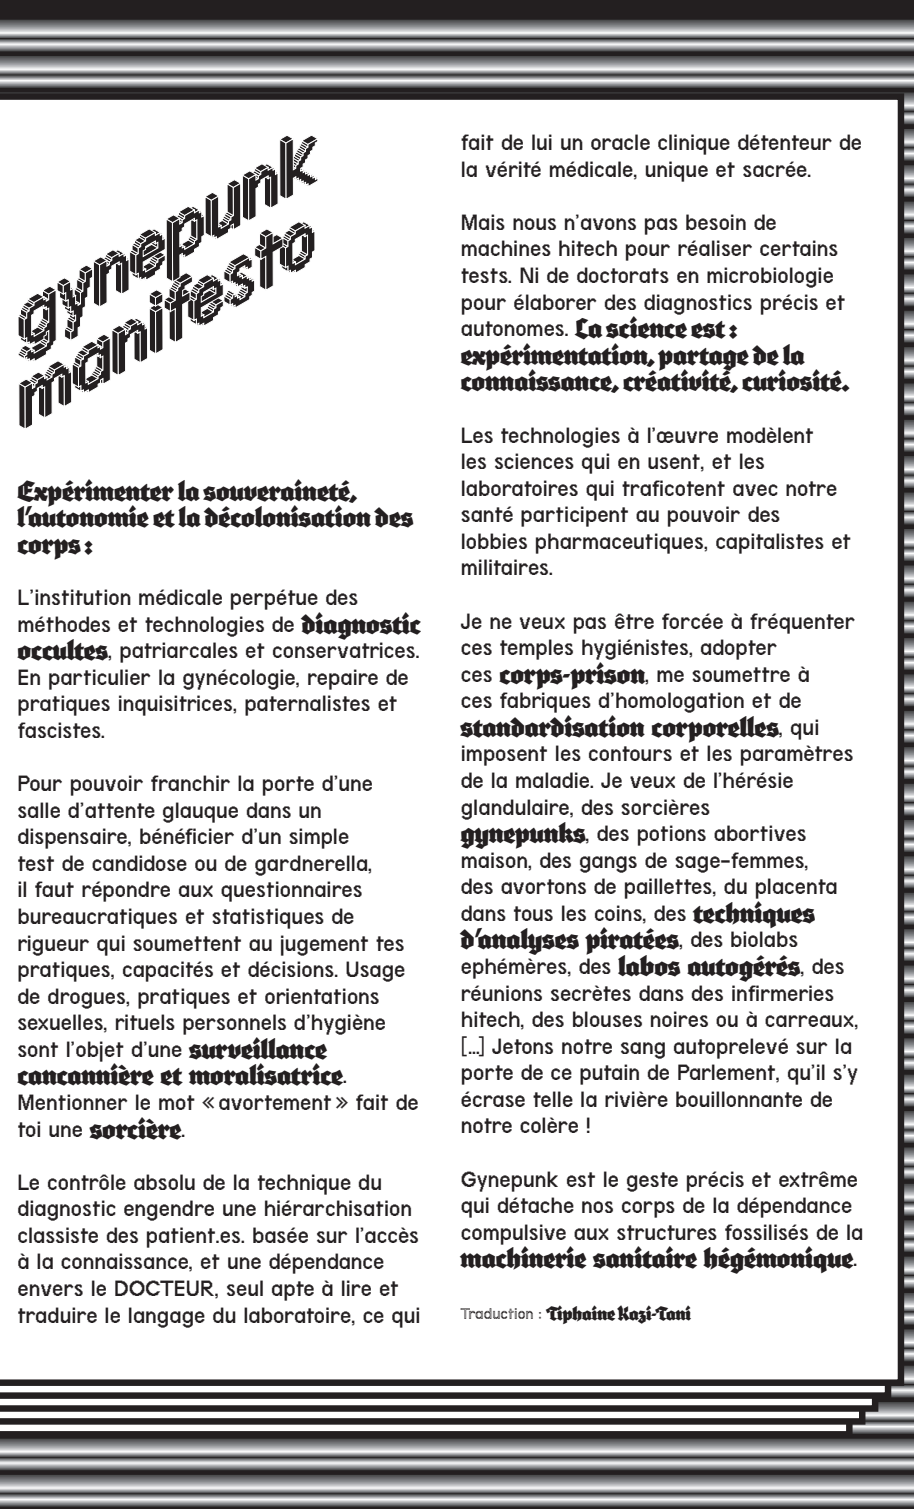 gynepunk
manifesto
Expérimenter la souveraineté,
l'autonomie et la décolonisation des
corps :
L'institution médicale perpétue des
méthodes et technologies de diagnostic
occultes, patriarcales et conservatrices.
En particulier la gynécologie, repaire de
pratiques inquisitrices, paternalistes et
fascistes.
Pour pouvoir franchir la porte d'une
salle d'attente glauque dans un
dispensaire, bénéficier d'un simple
test de candidose ou de gardnerella,
il faut répondre aux questionnaires
bureaucratiques et statistiques de
rigueur qui soumettent au jugement tes
pratiques, capacités et décisions. Usage
de drogues, pratiques et orientations
sexuelles, rituels personnels d'hygiène
sont l'objet d'une surveillance
cancannière et moralisatrice.
Mentionner le mot « avortement » fait de
toi une sorcière.
Le contrôle absolu de la technique du
diagnostic engendre une hiérarchisation
classiste des patient.es. basée sur l'accès
à la connaissance, et une dépendance
envers le DOCTEUR, seul apte à lire et
traduire le langage du laboratoire, ce qui
fait de lui un oracle clinique détenteur de
la vérité médicale, unique et sacrée.
Mais nous n'avons pas besoin de
machines hitech pour réaliser certains
tests. Ni de doctorats en microbiologie
pour élaborer des diagnostics précis et
autonomes. La science est :
expérimentation, partage de la
connaissance, créativité, curiosité.
Les technologies à l'œuvre modèlent
les sciences qui en usent, et les
laboratoires qui traficotent avec notre
santé participent au pouvoir des
lobbies pharmaceutiques, capitalistes et
militaires.
Je ne veux pas être forcée à fréquenter
ces temples hygiénistes, adopter
ces corps-prison, me soumettre à
ces fabriques d'homologation et de
standardisation corporelles, qui
imposent les contours et les paramètres
de la maladie. Je veux de l'hérésie
glandulaire, des sorcières
gynepunks, des potions abortives
maison, des gangs de sage-femmes,
des avortons de paillettes, du placenta
dans tous les coins, des techniques
d'analyses piratées, des biolabs
ephémères, des labos autogérés, des
réunions secrètes dans des infirmeries
hitech, des blouses noires ou à carreaux,
[...] Jetons notre sang autoprelevé sur la
porte de ce putain de Parlement, qu'il s'y
écrase telle la rivière bouillonnante de
notre colère !
Gynepunk est le geste précis et extrême
qui détache nos corps de la dépendance
compulsive aux structures fossilisés de la
machinerie sanitaire hégémonique.
Traduction : Tiphaine Kazi-Tani